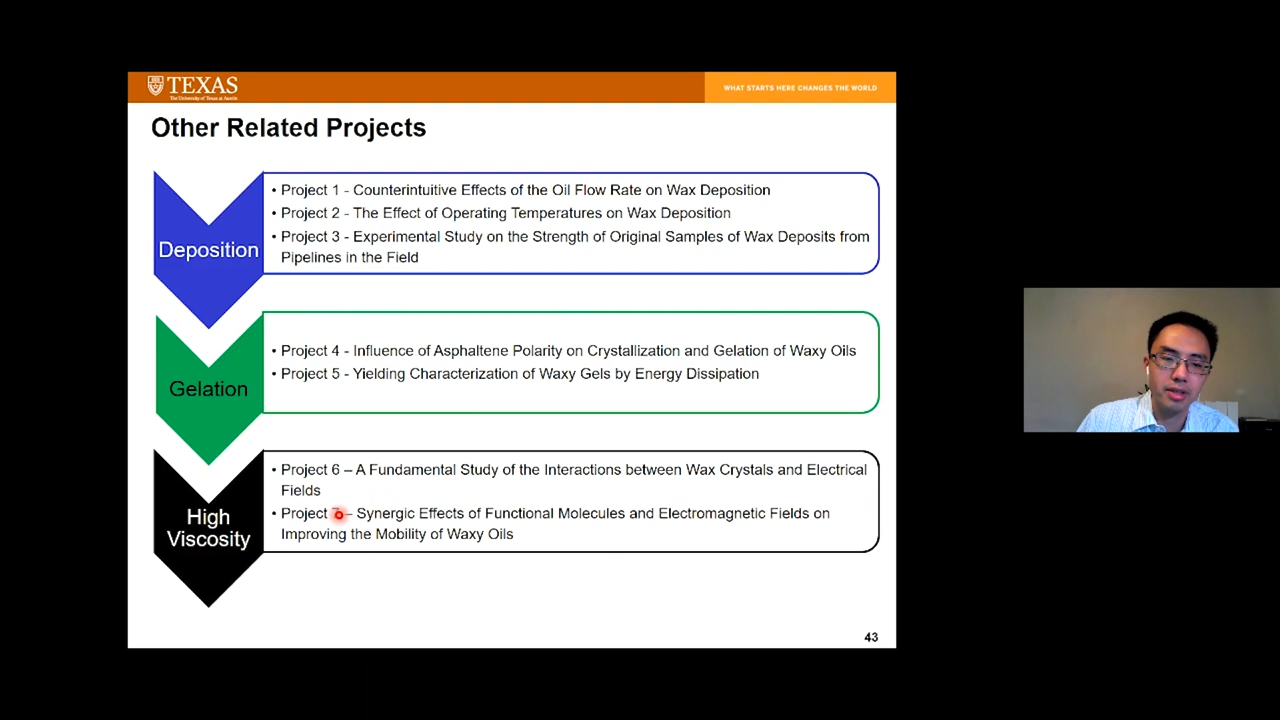 TEXAS
The University of Texas at Austin
WHAT STARTS HERE CHANGES THE WORLD
Other Related Projects
Deposition
• Project 1 - Counterintuitive Effects of the Oil Flow Rate on Wax Deposition
• Project 2 - The Effect of Operating Temperatures on Wax Deposition
• Project 3 - Experimental Study on the Strength of Original Samples of Wax Deposits from
Pipelines in the Field
Gelation
• Project 4 - Influence of Asphaltene Polarity on Crystallization and Gelation of Waxy Oils
• Project 5 - Yielding Characterization of Waxy Gels by Energy Dissipation
High
Viscosity
• Project 6 – A Fundamental Study of the Interactions between Wax Crystals and Electrical
Fields
• Project – Synergic Effects of Functional Molecules and Electromagnetic Fields on
Improving the Mobility of Waxy Oils
43